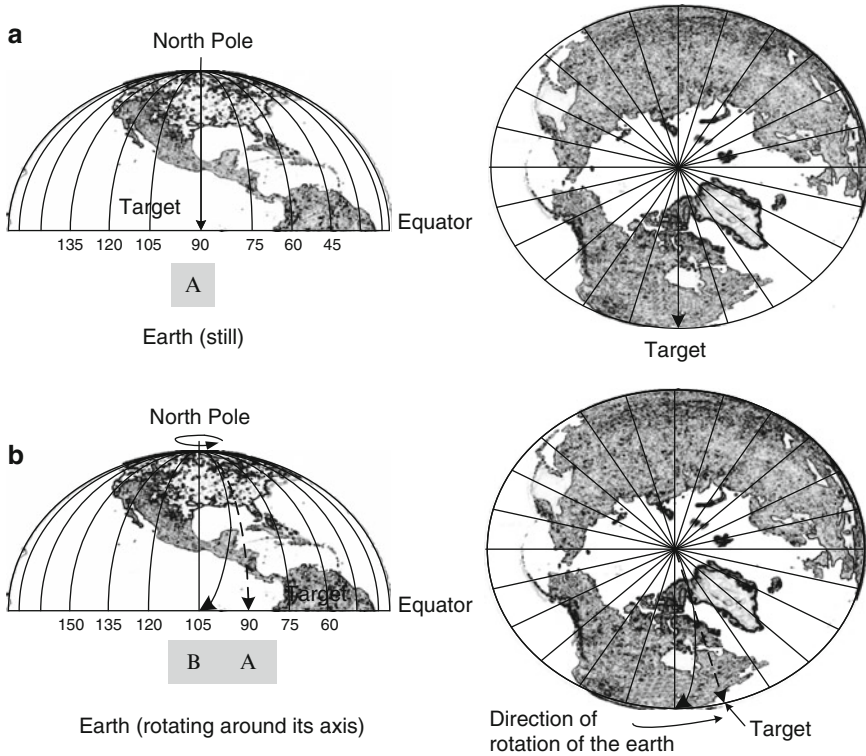 a
North Pole
Target
Equator
135 120 105 90 75 60 45
A
Earth (still)
Target
b
North Pole
Target
Equator
150 135 120 105 90 75 60
B A
Earth (rotating around its axis)
Direction of
rotation of the earth
Target